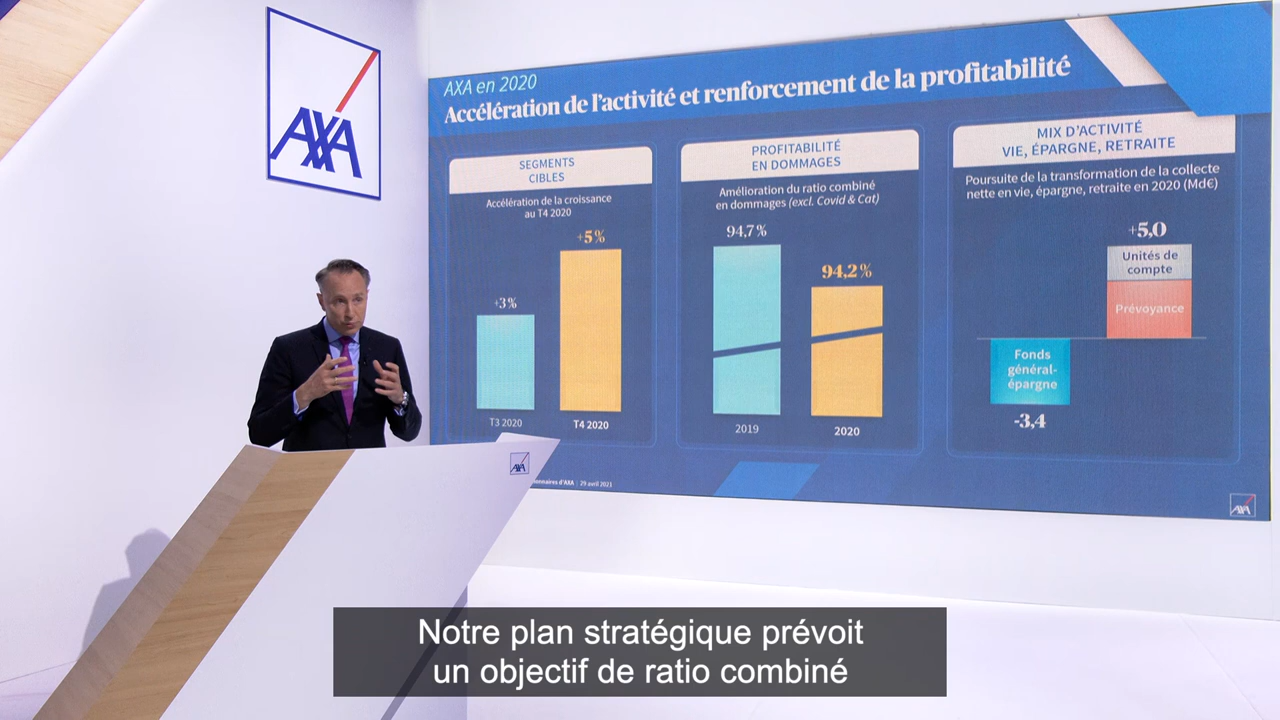 AXA
AXA en 2020
Accélération de l'activité et renforcement de la profitabilité
SEGMENTS
CIBLES
Accélération de la croissance
au T4 2020
+5%
+3%
T3 2020
T4 2020
PROFITABILITÉ
EN DOMMAGES
Amélioration du ratio combiné
en dommages (excl. Covid & Cat)
94,7%
94,2%
2019
2020
MIX D'ACTIVITÉ
VIE, ÉPARGNE, RETRAITE
Poursuite de la transformation de la collecte
nette en vie, épargne, retraite en 2020 (Md€)
+5,0
Unités de
compte
Prévoyance
Fonds
général-
épargne
-3,4
AXA
d'AXA | 29 avril 2021
AXA
Notre plan stratégique prévoit
un objectif de ratio combiné